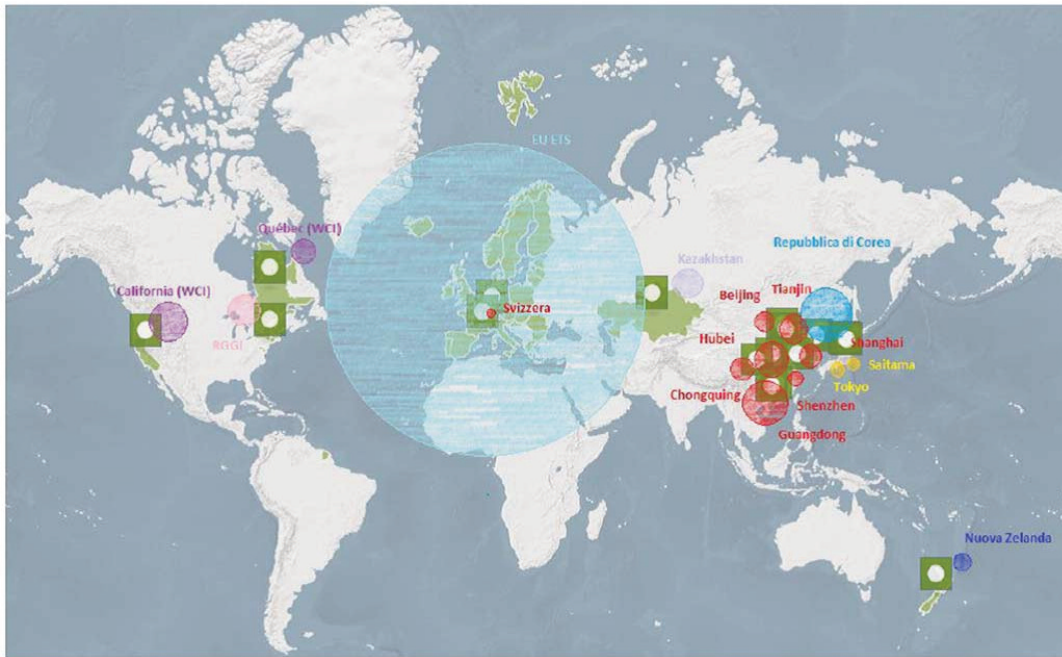 EU ETS
Québec (WCI)
California (WCI)
RGGI
Svizzera
Kazakhstan
Repubblica di Corea
Beijing
Tianjin
Hubei
Shanghai
Saitama
Tokyo
Chongquing
Shenzhen
Guangdong
Nuova Zelanda